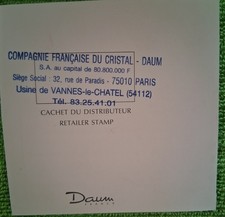 COMPAGNIE FRANÇAISE DU CRISTAL - DAUM
S.A. au capital de 80.800.000 F
Siège Social : 32, rue de Paradis - 75010 PARIS
Usine de VANNES-le-CHATEL (54112)
Tél. 83.25.41.01
CACHET DU DISTRIBUTEUR
RETAILER STAMP
Daum